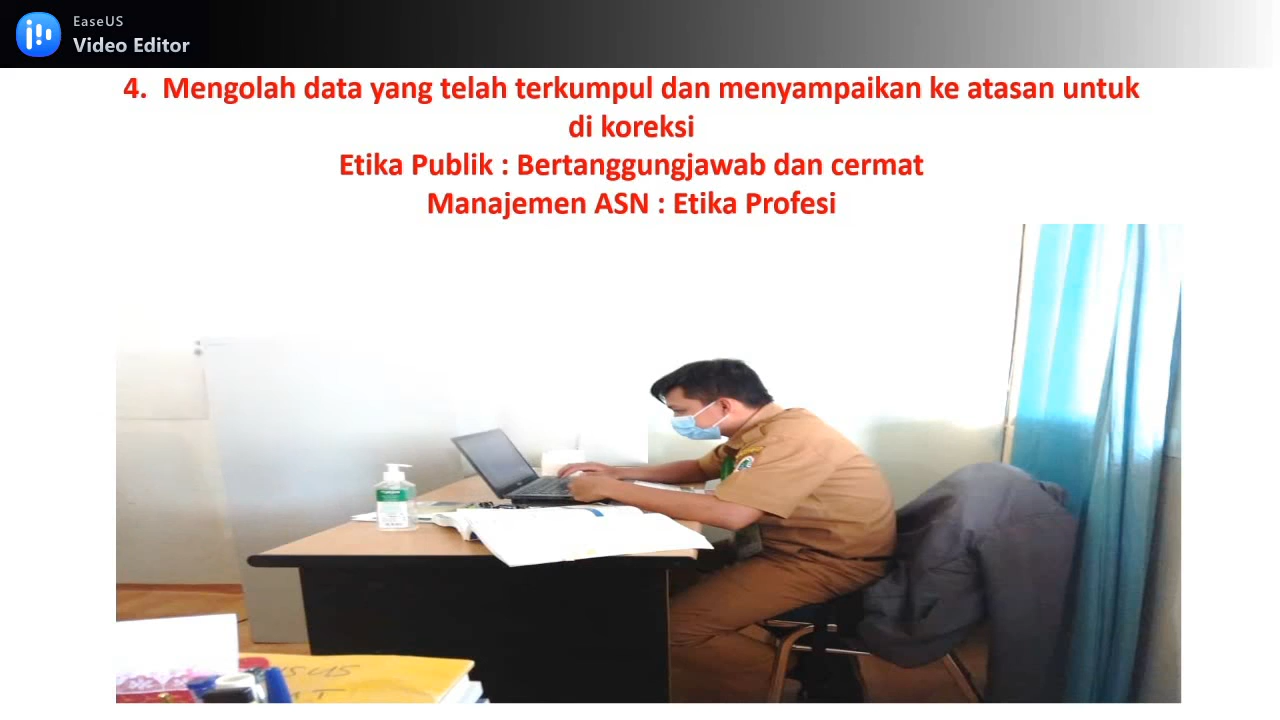 EaseUS
Video Editor
4. Mengolah data yang telah terkumpul dan menyampaikan ke atasan untuk
di koreksi
Etika Publik : Bertanggungjawab dan cermat
Manajemen ASN : Etika Profesi